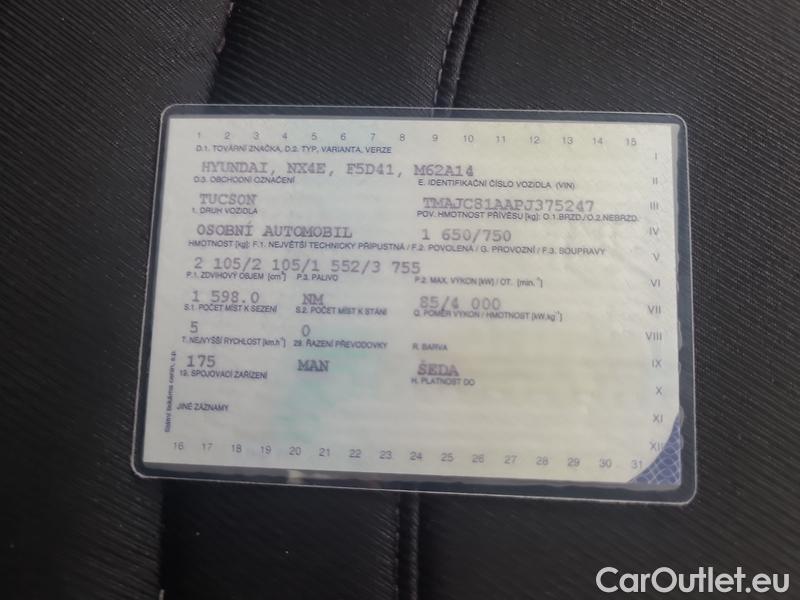 1 2 3 4 5 6 7 8 9 10 11 12 13 14 15
D.1. TOVÁRNÍ ZNAČKA, D.2. TYP, VARIANTA, VERZE
I
HYUNDAI, NX4E, F5D41, M62A14
D.3. OBCHODNÍ OZNAČENÍ E. IDENTIFIKAČNÍ ČÍSLO VOZIDLA (VIN)
II
TUCSON TMAJC81AAPJ375247
III
1. DRUH VOZIDLA POV. HMOTNOST PŘÍVĚSU [kg]: O.1.BRZD./O.2.NEBRZD.
OSOBNÍ AUTOMOBIL 1 650/750
IV
HMOTNOST [kg]: F.1. NEJVĚTŠÍ TECHNICKY PŘÍPUSTNÁ / F.2. POVOLENÁ / G. PROVOZNÍ / F.3. SOUPRAVY
V
2 105/2 105/1 552/3 755
P.1. ZDVIHOVÝ OBJEM [cm³] P.3. PALIVO P.2. MAX. VÝKON [kW] / OT. [min.⁻¹]
VI
1 598.0 NM 85/4 000
VII
S.1. POČET MÍST K SEZENÍ S.2. POČET MÍST K STÁNÍ Q. POMĚR VÝKON / HMOTNOST [kW.kg⁻¹]
5 0
VIII
T. NEJVYŠŠÍ RYCHLOST [km.h⁻¹] 29. ŘAZENÍ PŘEVODOVKY R. BARVA
175 MAN ŠEDÁ
IX
19. SPOJOVACÍ ZAŘÍZENÍ H. PLATNOST DO
X
JINÉ ZÁZNAMY
XI
XII
16 17 18 19 20 21 22 23 24 25 26 27 28 29 30 31
Státní tiskárna cenin, s.p.
CarOutlet.eu